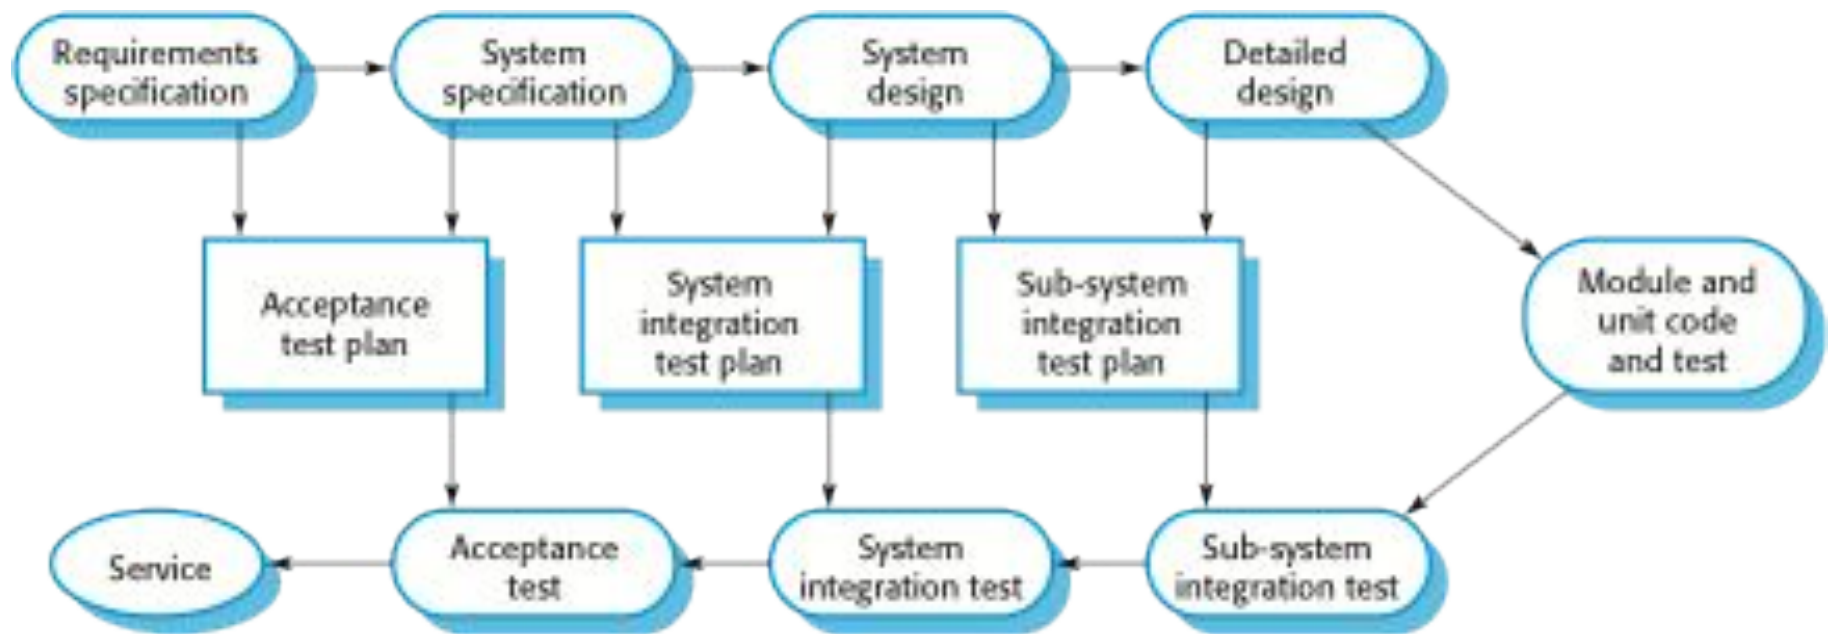 Requirements
specification
System
specification
System
design
Detailed
design
Acceptance
test plan
System
integration
test plan
Sub-system
integration
test plan
Module and
unit code
and test
Service
Acceptance
test
System
integration test
Sub-system
integration test